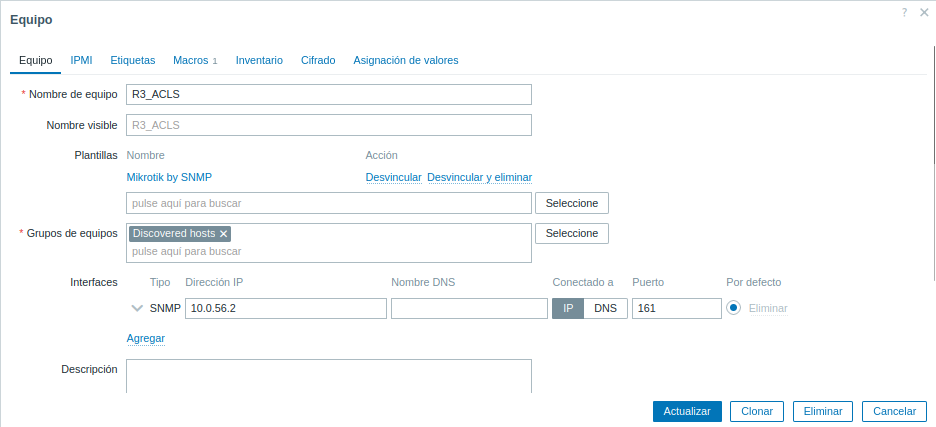 Equipo
?
Equipo IPMI Etiquetas Macros 1 Inventario Cifrado Asignación de valores
* Nombre de equipo R3_ACLS
Nombre visible R3_ACLS
Plantillas Nombre Acción
Mikrotik by SNMP Desvincular Desvincular y eliminar
pulse aquí para buscar Seleccione
* Grupos de equipos Discovered hosts Seleccione
pulse aquí para buscar
Interfaces Tipo Dirección IP Nombre DNS Conectado a Puerto Por defecto
SNMP 10.0.56.2 IP DNS 161 Eliminar
Agregar
Descripción
Actualizar Clonar Eliminar Cancelar